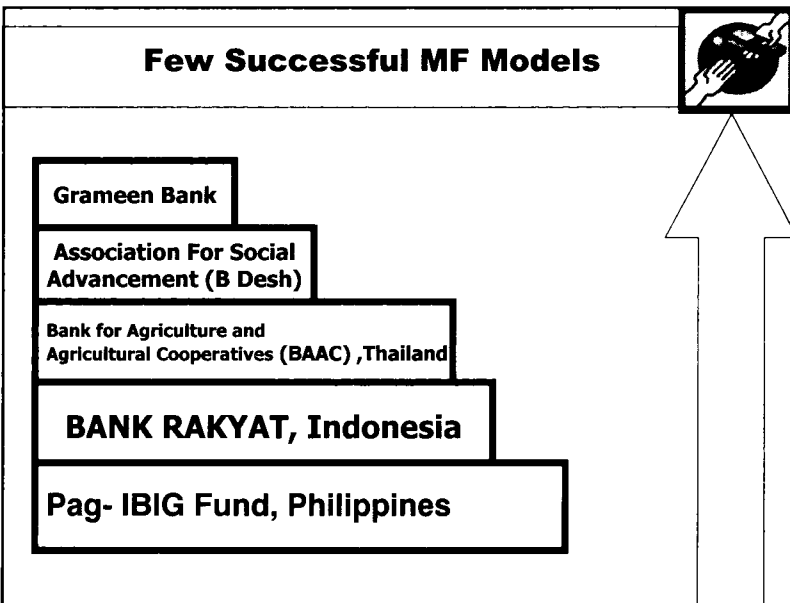 Few Successful MF Models
Grameen Bank
Association For Social
Advancement (B Desh)
Bank for Agriculture and
Agricultural Cooperatives (BAAC) ,Thailand
BANK RAKYAT, Indonesia
Pag- IBIG Fund, Philippines